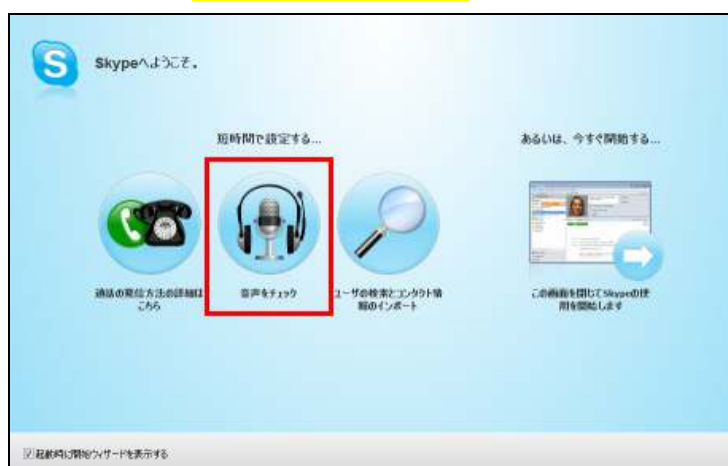 S
Skypeへようこそ。
短時間で設定する...
あるいは、今すぐ開始する...
通話の発信方法の詳細は
こちら
音声をチェック
ユーザの検索とコンタクト情
報のインポート
この画面を閉じてSkypeの使
用を開始します
起動時に開始ウィザードを表示する